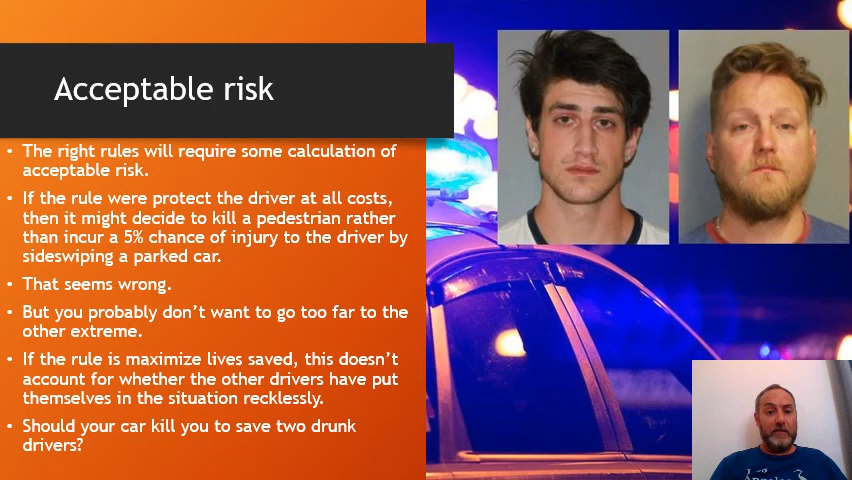 Acceptable risk
• The right rules will require some calculation of
acceptable risk.
• If the rule were protect the driver at all costs,
then it might decide to kill a pedestrian rather
than incur a 5% chance of injury to the driver by
sideswiping a parked car.
• That seems wrong.
• But you probably don’t want to go too far to the
other extreme.
• If the rule is maximize lives saved, this doesn’t
account for whether the other drivers have put
themselves in the situation recklessly.
• Should your car kill you to save two drunk
drivers?